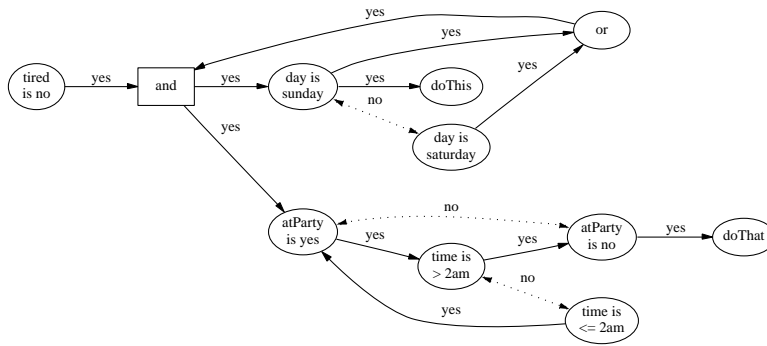 yes
yes
or
tired
is no
yes
and
yes
day is
sunday
yes
doThis
yes
no
yes
day is
saturday
no
atParty
is yes
yes
yes
atParty
is no
yes
doThat
time is
> 2am
no
yes
time is
<= 2am